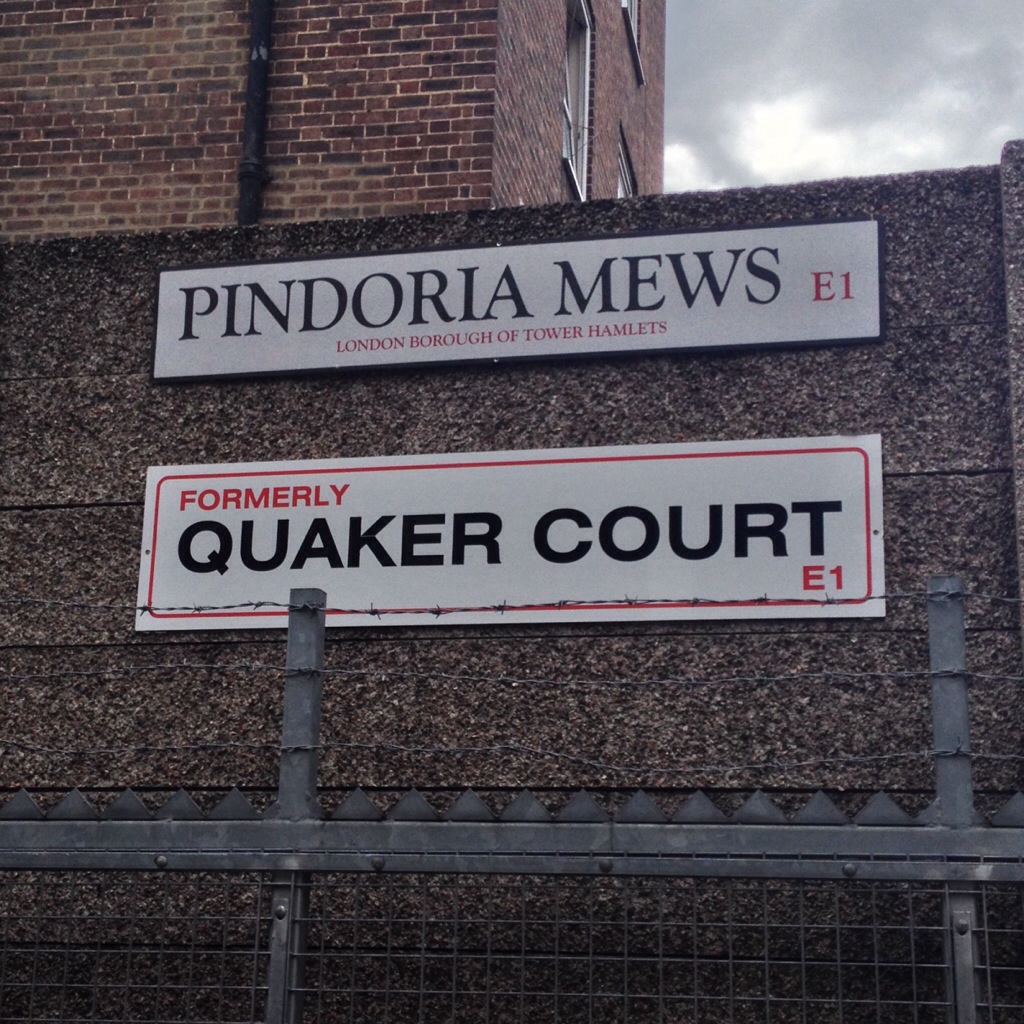 PINDORIA MEWS E1
LONDON BOROUGH OF TOWER HAMLETS
FORMERLY
QUAKER COURT
E1